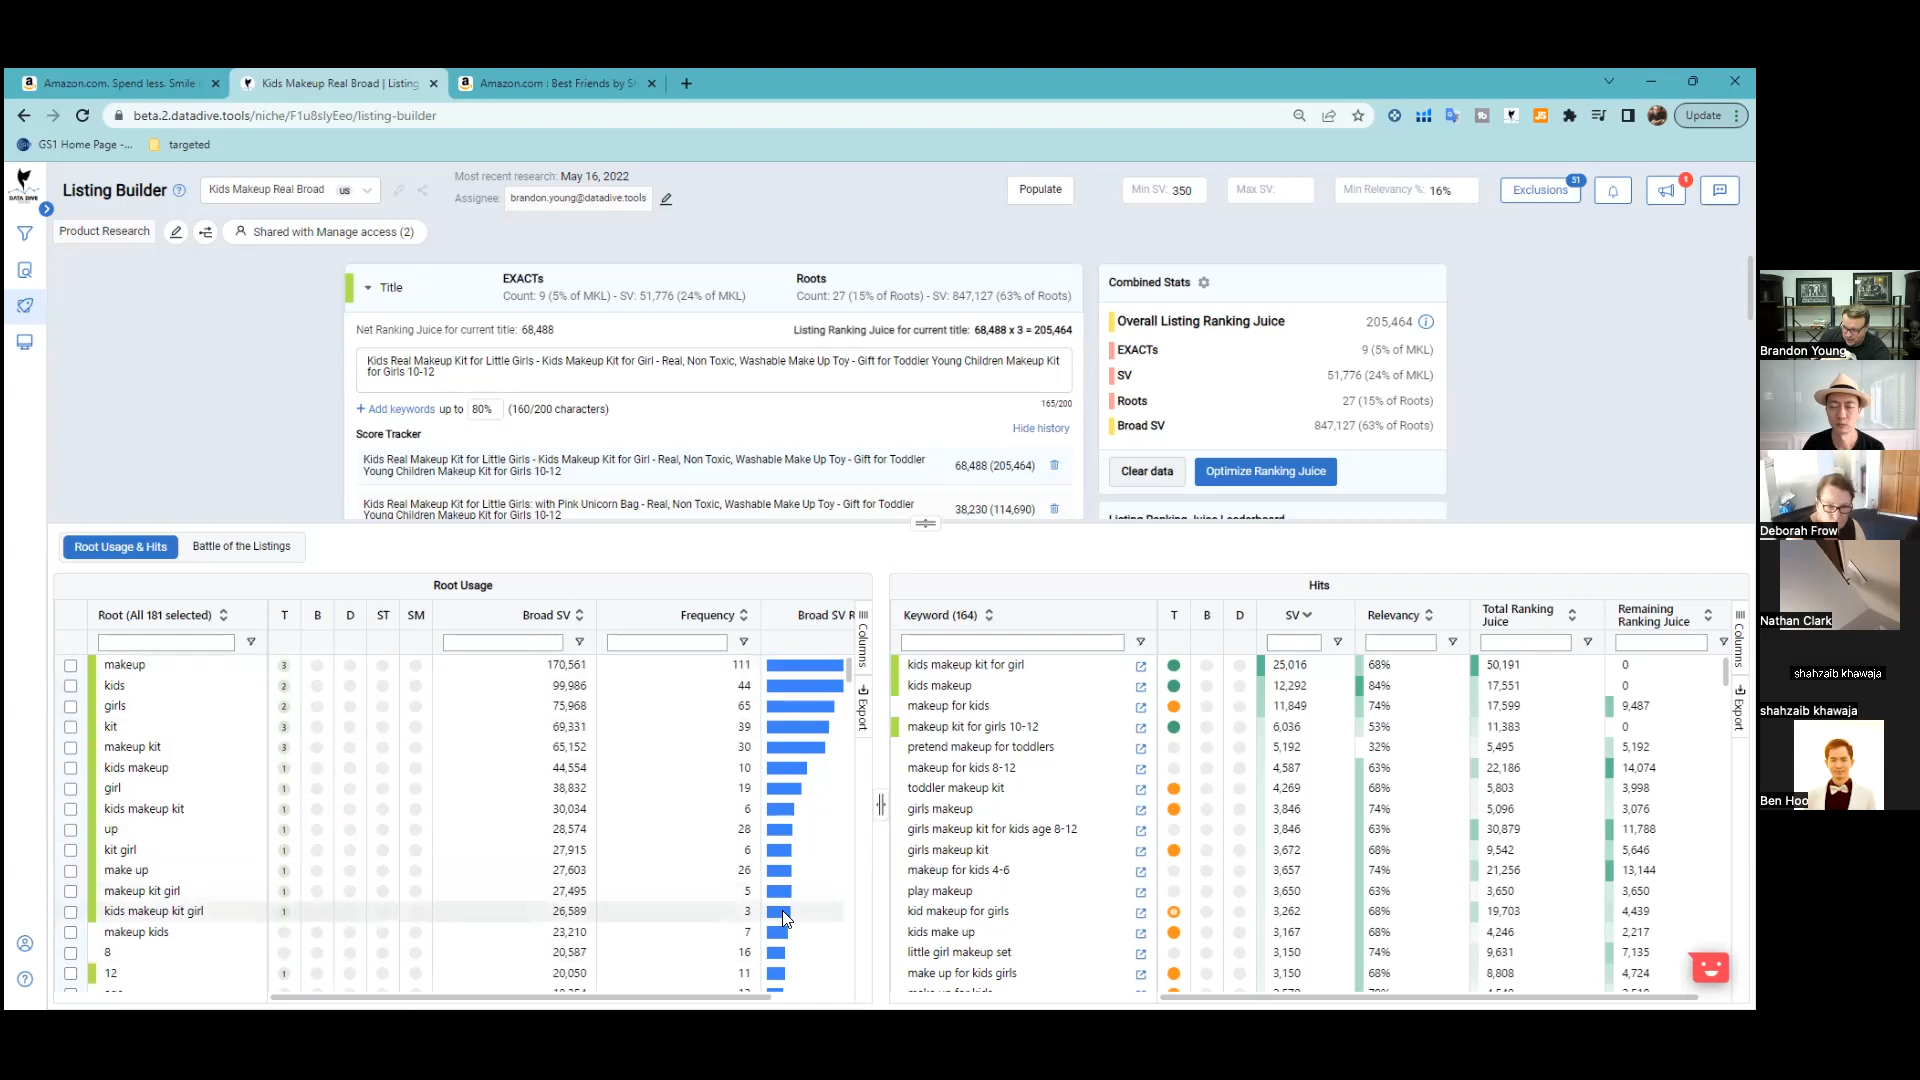 Amazon.com. Spend less. Smile
Kids Makeup Real Broad | Listing
Amazon.com : Best Friends by
beta.2.datadive.tools/niche/F1u8slyEeo/listing-builder
Update
GS1 Home Page -...
targeted
DATA DIVE
Listing Builder
Kids Makeup Real Broad US
Most recent research: May 16, 2022
Assignee: brandon.young@datadive.tools
Populate
Min SV: 350
Max SV:
Min Relevancy %: 16%
Exclusions
51
1
Product Research
Shared with Manage access (2)
Title
EXACTs
Count: 9 (5% of MKL) - SV: 51,776 (24% of MKL)
Roots
Count: 27 (15% of Roots) - SV: 847,127 (63% of Roots)
Net Ranking Juice for current title: 68,488
Listing Ranking Juice for current title: 68,488 x 3 = 205,464
Kids Real Makeup Kit for Little Girls - Kids Makeup Kit for Girl - Real, Non Toxic, Washable Make Up Toy - Gift for Toddler Young Children Makeup Kit
for Girls 10-12
+ Add keywords up to 80% (160/200 characters)
165/200
Score Tracker
Hide history
Kids Real Makeup Kit for Little Girls - Kids Makeup Kit for Girl - Real, Non Toxic, Washable Make Up Toy - Gift for Toddler
Young Children Makeup Kit for Girls 10-12
68,488 (205,464)
Kids Real Makeup Kit for Little Girls: with Pink Unicorn Bag - Real, Non Toxic, Washable Make Up Toy - Gift for Toddler
Young Children Makeup Kit for Girls 10-12
38,230 (114,690)
Combined Stats
Overall Listing Ranking Juice 205,464
EXACTs 9 (5% of MKL)
SV 51,776 (24% of MKL)
Roots 27 (15% of Roots)
Broad SV 847,127 (63% of Roots)
Clear data
Optimize Ranking Juice
Listing Ranking Juice Leaderboard
Root Usage & Hits
Battle of the Listings
Root Usage
Root (All 181 selected) T B D ST SM Broad SV Frequency Broad SV R
makeup 3 170,561 111
kids 2 99,986 44
girls 2 75,968 65
kit 3 69,331 39
makeup kit 3 65,152 30
kids makeup 1 44,554 10
girl 1 38,832 19
kids makeup kit 1 30,034 6
up 1 28,574 28
kit girl 1 27,915 6
make up 1 27,603 26
makeup kit girl 1 27,495 5
kids makeup kit girl 1 26,589 3
makeup kids 23,210 7
8 20,587 16
12 1 20,050 11
Columns
Export
Hits
Keyword (164) T B D SV Relevancy Total Ranking Juice Remaining Ranking Juice
kids makeup kit for girl 25,016 68% 50,191 0
kids makeup 12,292 84% 17,551 0
makeup for kids 11,849 74% 17,599 9,487
makeup kit for girls 10-12 6,036 53% 11,383 0
pretend makeup for toddlers 5,192 32% 5,495 5,192
makeup for kids 8-12 4,587 63% 22,186 14,074
toddler makeup kit 4,269 68% 5,803 3,998
girls makeup 3,846 74% 5,096 3,076
girls makeup kit for kids age 8-12 3,846 63% 30,879 11,788
girls makeup kit 3,672 68% 9,542 5,646
makeup for kids 4-6 3,657 74% 21,256 13,144
play makeup 3,650 63% 3,650 3,650
kid makeup for girls 3,262 68% 19,703 4,439
kids make up 3,167 68% 4,246 2,217
little girl makeup set 3,150 74% 9,631 7,135
make up for kids girls 3,150 68% 8,808 4,724
Columns
Export
Brandon Young
Deborah Frow
Nathan Clark
shahzaib khawaja
shahzaib khawaja
Ben Hoo